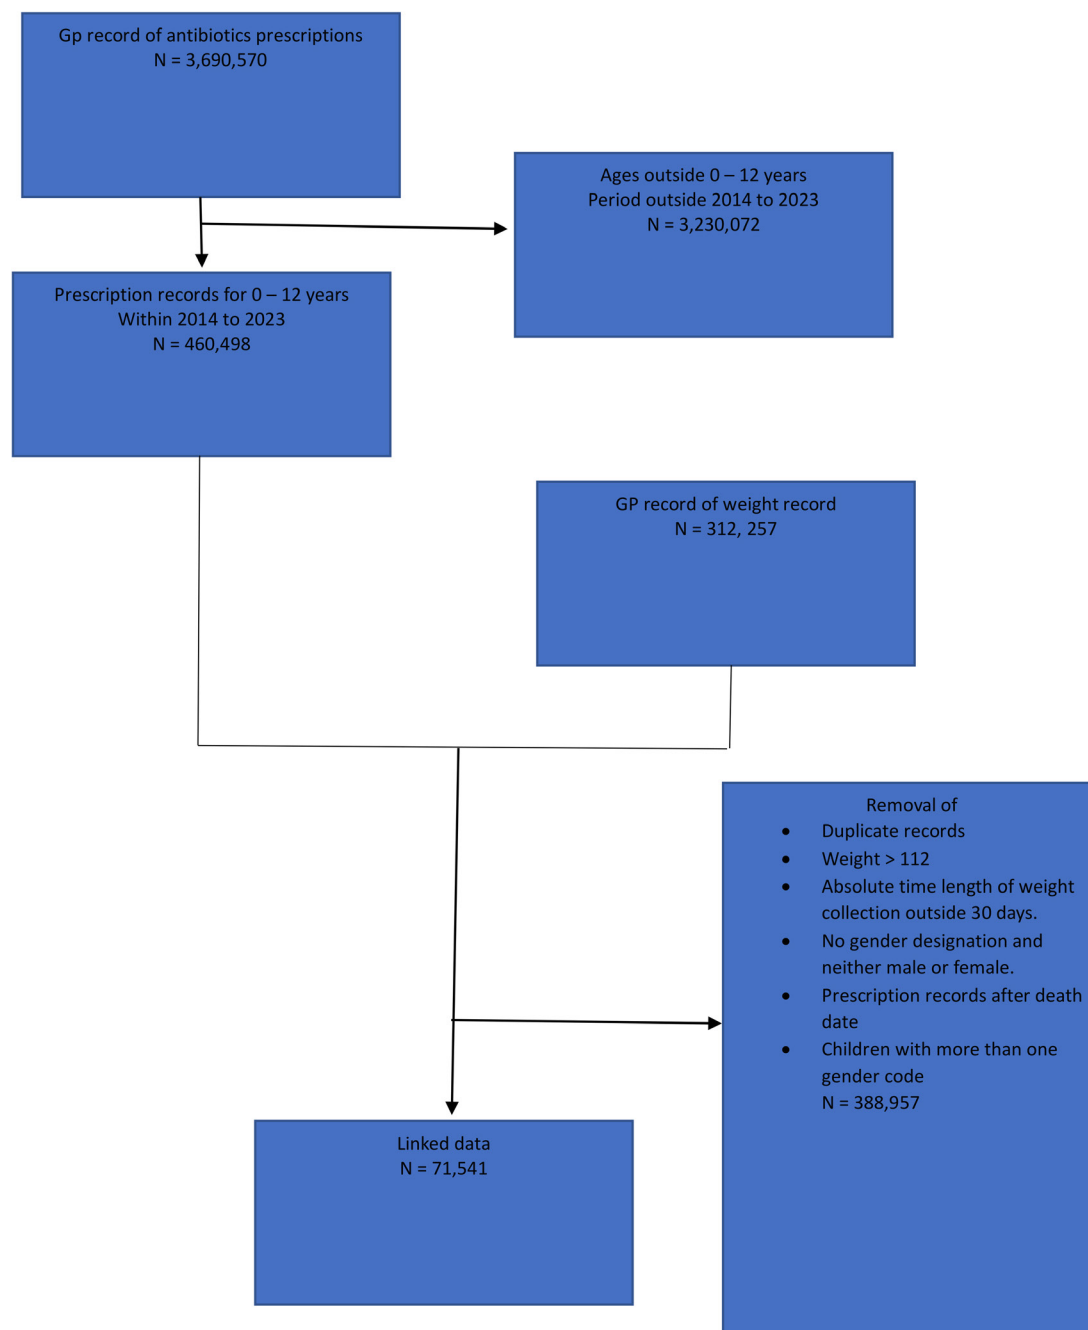 Gp record of antibiotics prescriptions
N = 3,690,570
Ages outside 0 – 12 years
Period outside 2014 to 2023
N = 3,230,072
Prescription records for 0 – 12 years
Within 2014 to 2023
N = 460,498
GP record of weight record
N = 312, 257
Removal of
• Duplicate records
• Weight > 112
• Absolute time length of weight
collection outside 30 days.
• No gender designation and
neither male or female.
• Prescription records after death
date
• Children with more than one
gender code
N = 388,957
Linked data
N = 71,541